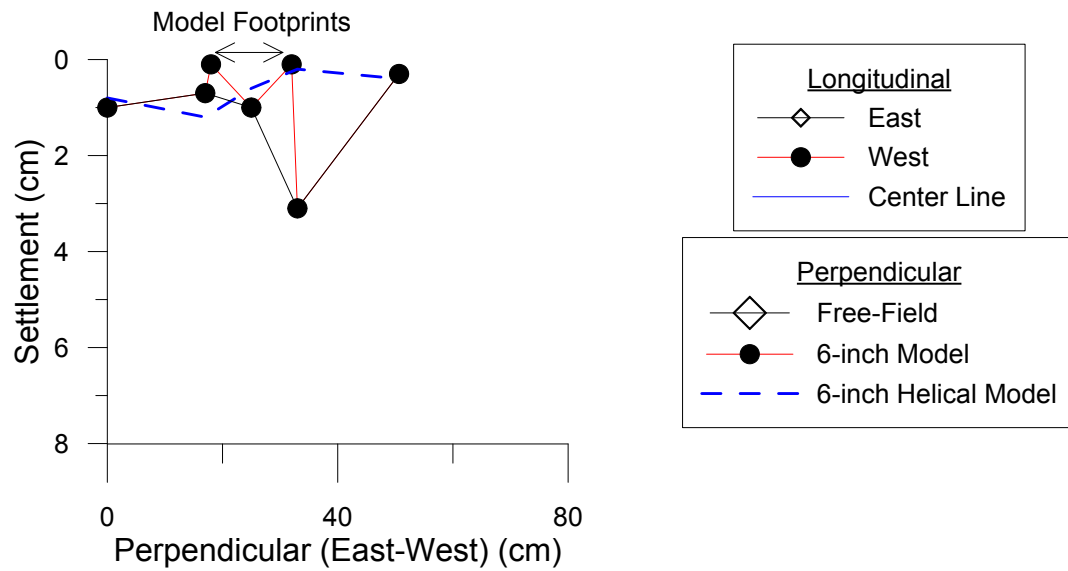 Model Footprints
0
2
4
6
8
Settlement (cm)
0
40
80
Perpendicular (East-West) (cm)
Longitudinal
East
West
Center Line
Perpendicular
Free-Field
6-inch Model
6-inch Helical Model